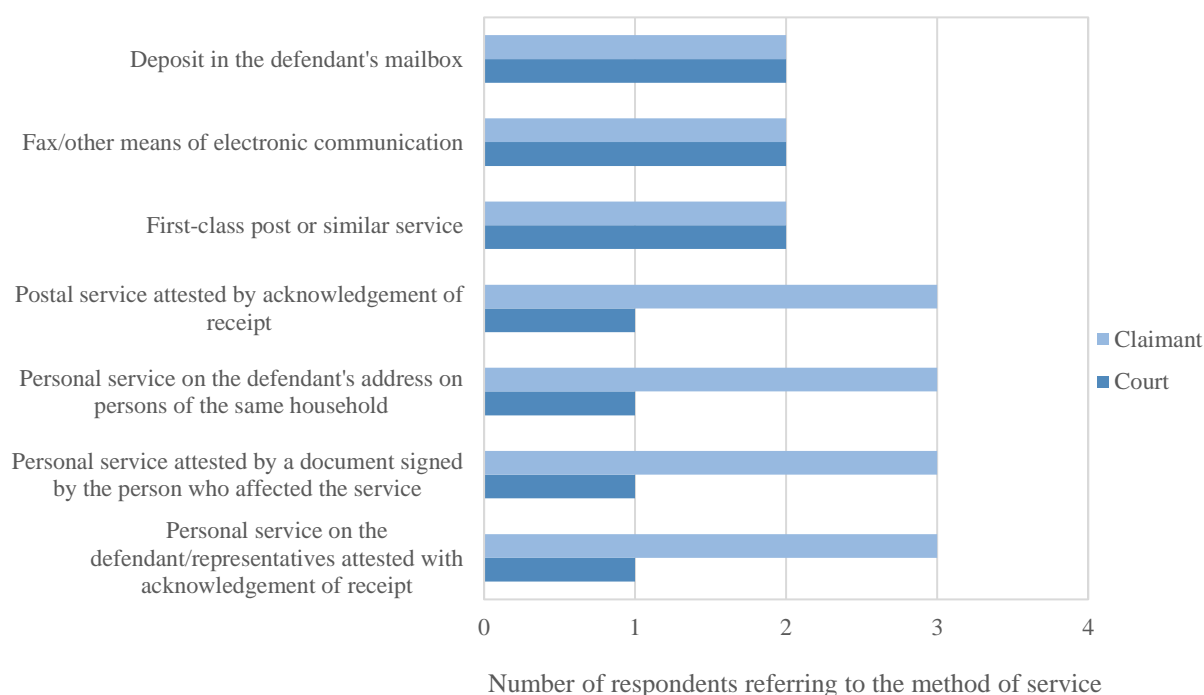 Deposit in the defendant's mailbox
Fax/other means of electronic communication
First-class post or similar service
Postal service attested by acknowledgement of
receipt
Personal service on the defendant's address on
persons of the same household
Personal service attested by a document signed
by the person who affected the service
Personal service on the
defendant/representatives attested with
acknowledgement of receipt
Claimant
Court
0 1 2 3 4
Number of respondents referring to the method of service